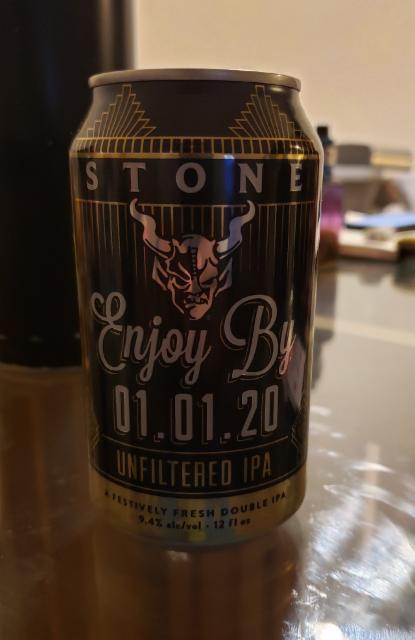 STONE
Enjoy By
01.01.20
UNFILTERED IPA
A FESTIVELY FRESH DOUBLE IPA
9.4% alc/vol · 12 fl oz